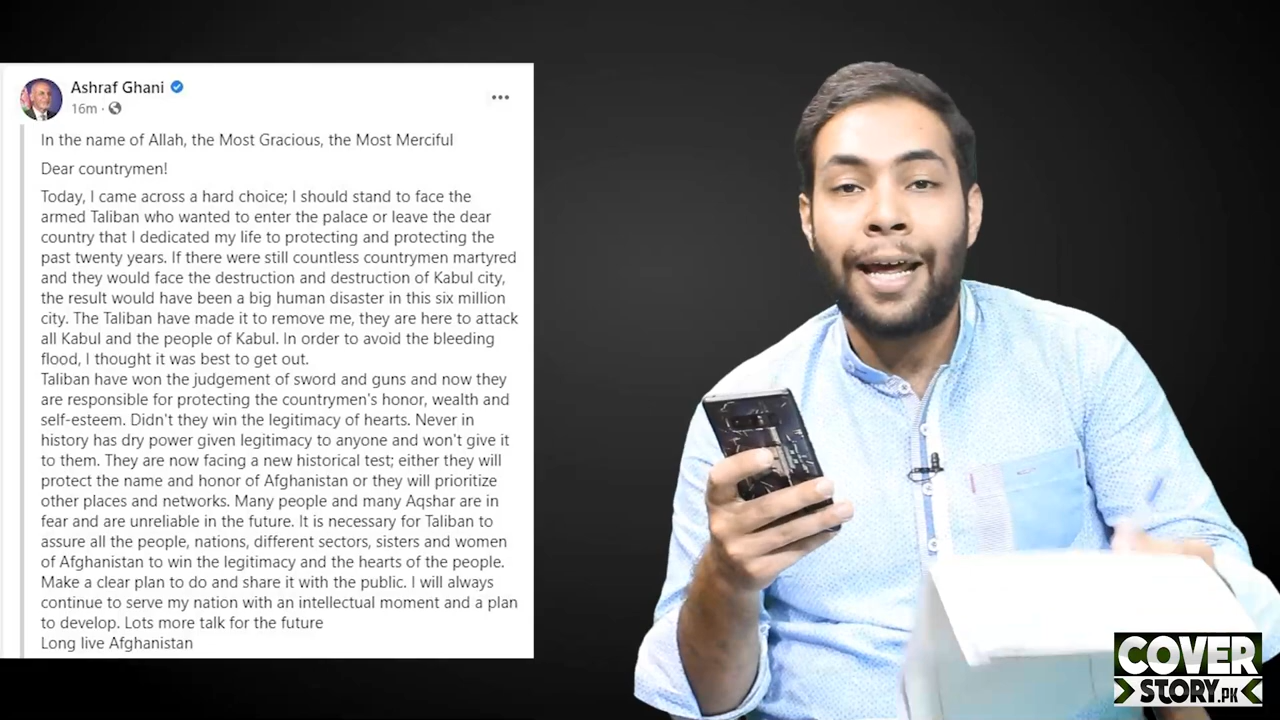 Ashraf Ghani
16m
In the name of Allah, the Most Gracious, the Most Merciful
Dear countrymen!
Today, I came across a hard choice; I should stand to face the
armed Taliban who wanted to enter the palace or leave the dear
country that I dedicated my life to protecting and protecting the
past twenty years. If there were still countless countrymen martyred
and they would face the destruction and destruction of Kabul city,
the result would have been a big human disaster in this six million
city. The Taliban have made it to remove me, they are here to attack
all Kabul and the people of Kabul. In order to avoid the bleeding
flood, I thought it was best to get out.
Taliban have won the judgement of sword and guns and now they
are responsible for protecting the countrymen's honor, wealth and
self-esteem. Didn't they win the legitimacy of hearts. Never in
history has dry power given legitimacy to anyone and won't give it
to them. They are now facing a new historical test; either they will
protect the name and honor of Afghanistan or they will prioritize
other places and networks. Many people and many Aqshar are in
fear and are unreliable in the future. It is necessary for Taliban to
assure all the people, nations, different sectors, sisters and women
of Afghanistan to win the legitimacy and the hearts of the people.
Make a clear plan to do and share it with the public. I will always
continue to serve my nation with an intellectual moment and a plan
to develop. Lots more talk for the future
Long live Afghanistan
COVER
STORY.PK